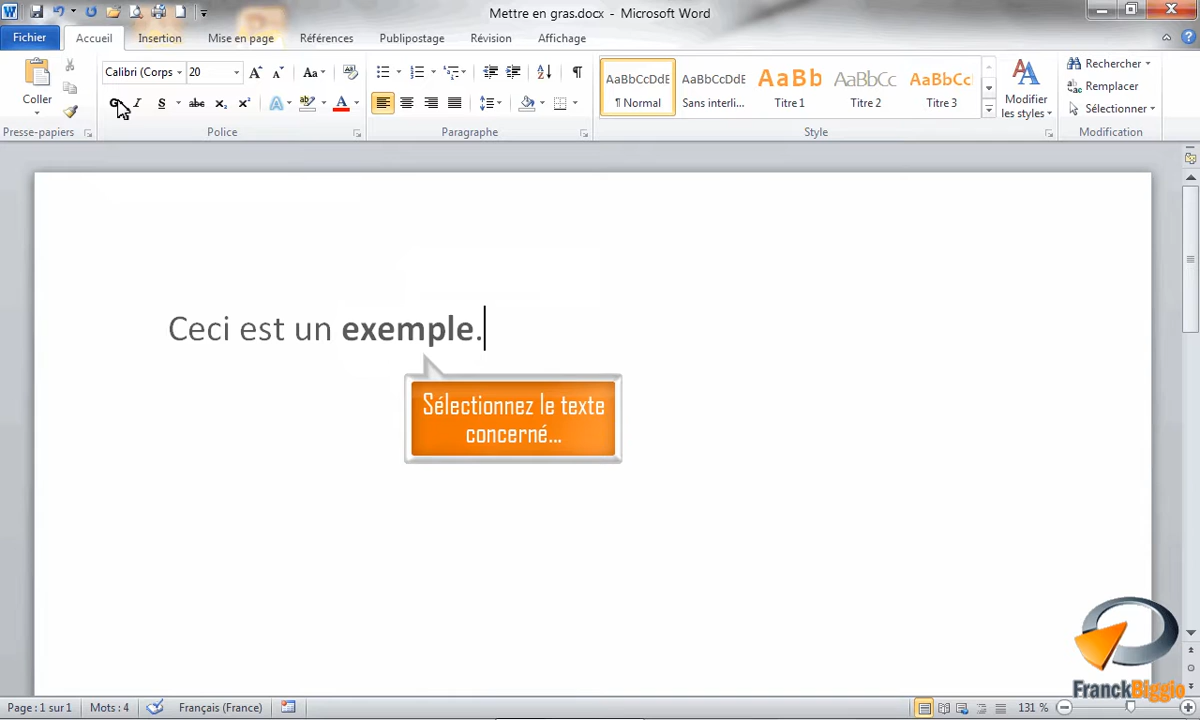 Mettre en gras.docx - Microsoft Word
Fichier Accueil Insertion Mise en page Références Publipostage Révision Affichage
Calibri (Corps 20
Coller
G I S abc x₂ x²
AaBbCcDdE AaBbCcDdE AaBb AaBbCc AaBbCc
¶ Normal Sans interli... Titre 1 Titre 2 Titre 3
Modifier
les styles
Rechercher
Remplacer
Sélectionner
Presse-papiers Police Paragraphe Style Modification
Ceci est un exemple.
Sélectionnez le texte
concerné...
FranckBiggio
Page : 1 sur 1 Mots : 4 Français (France) 131 %